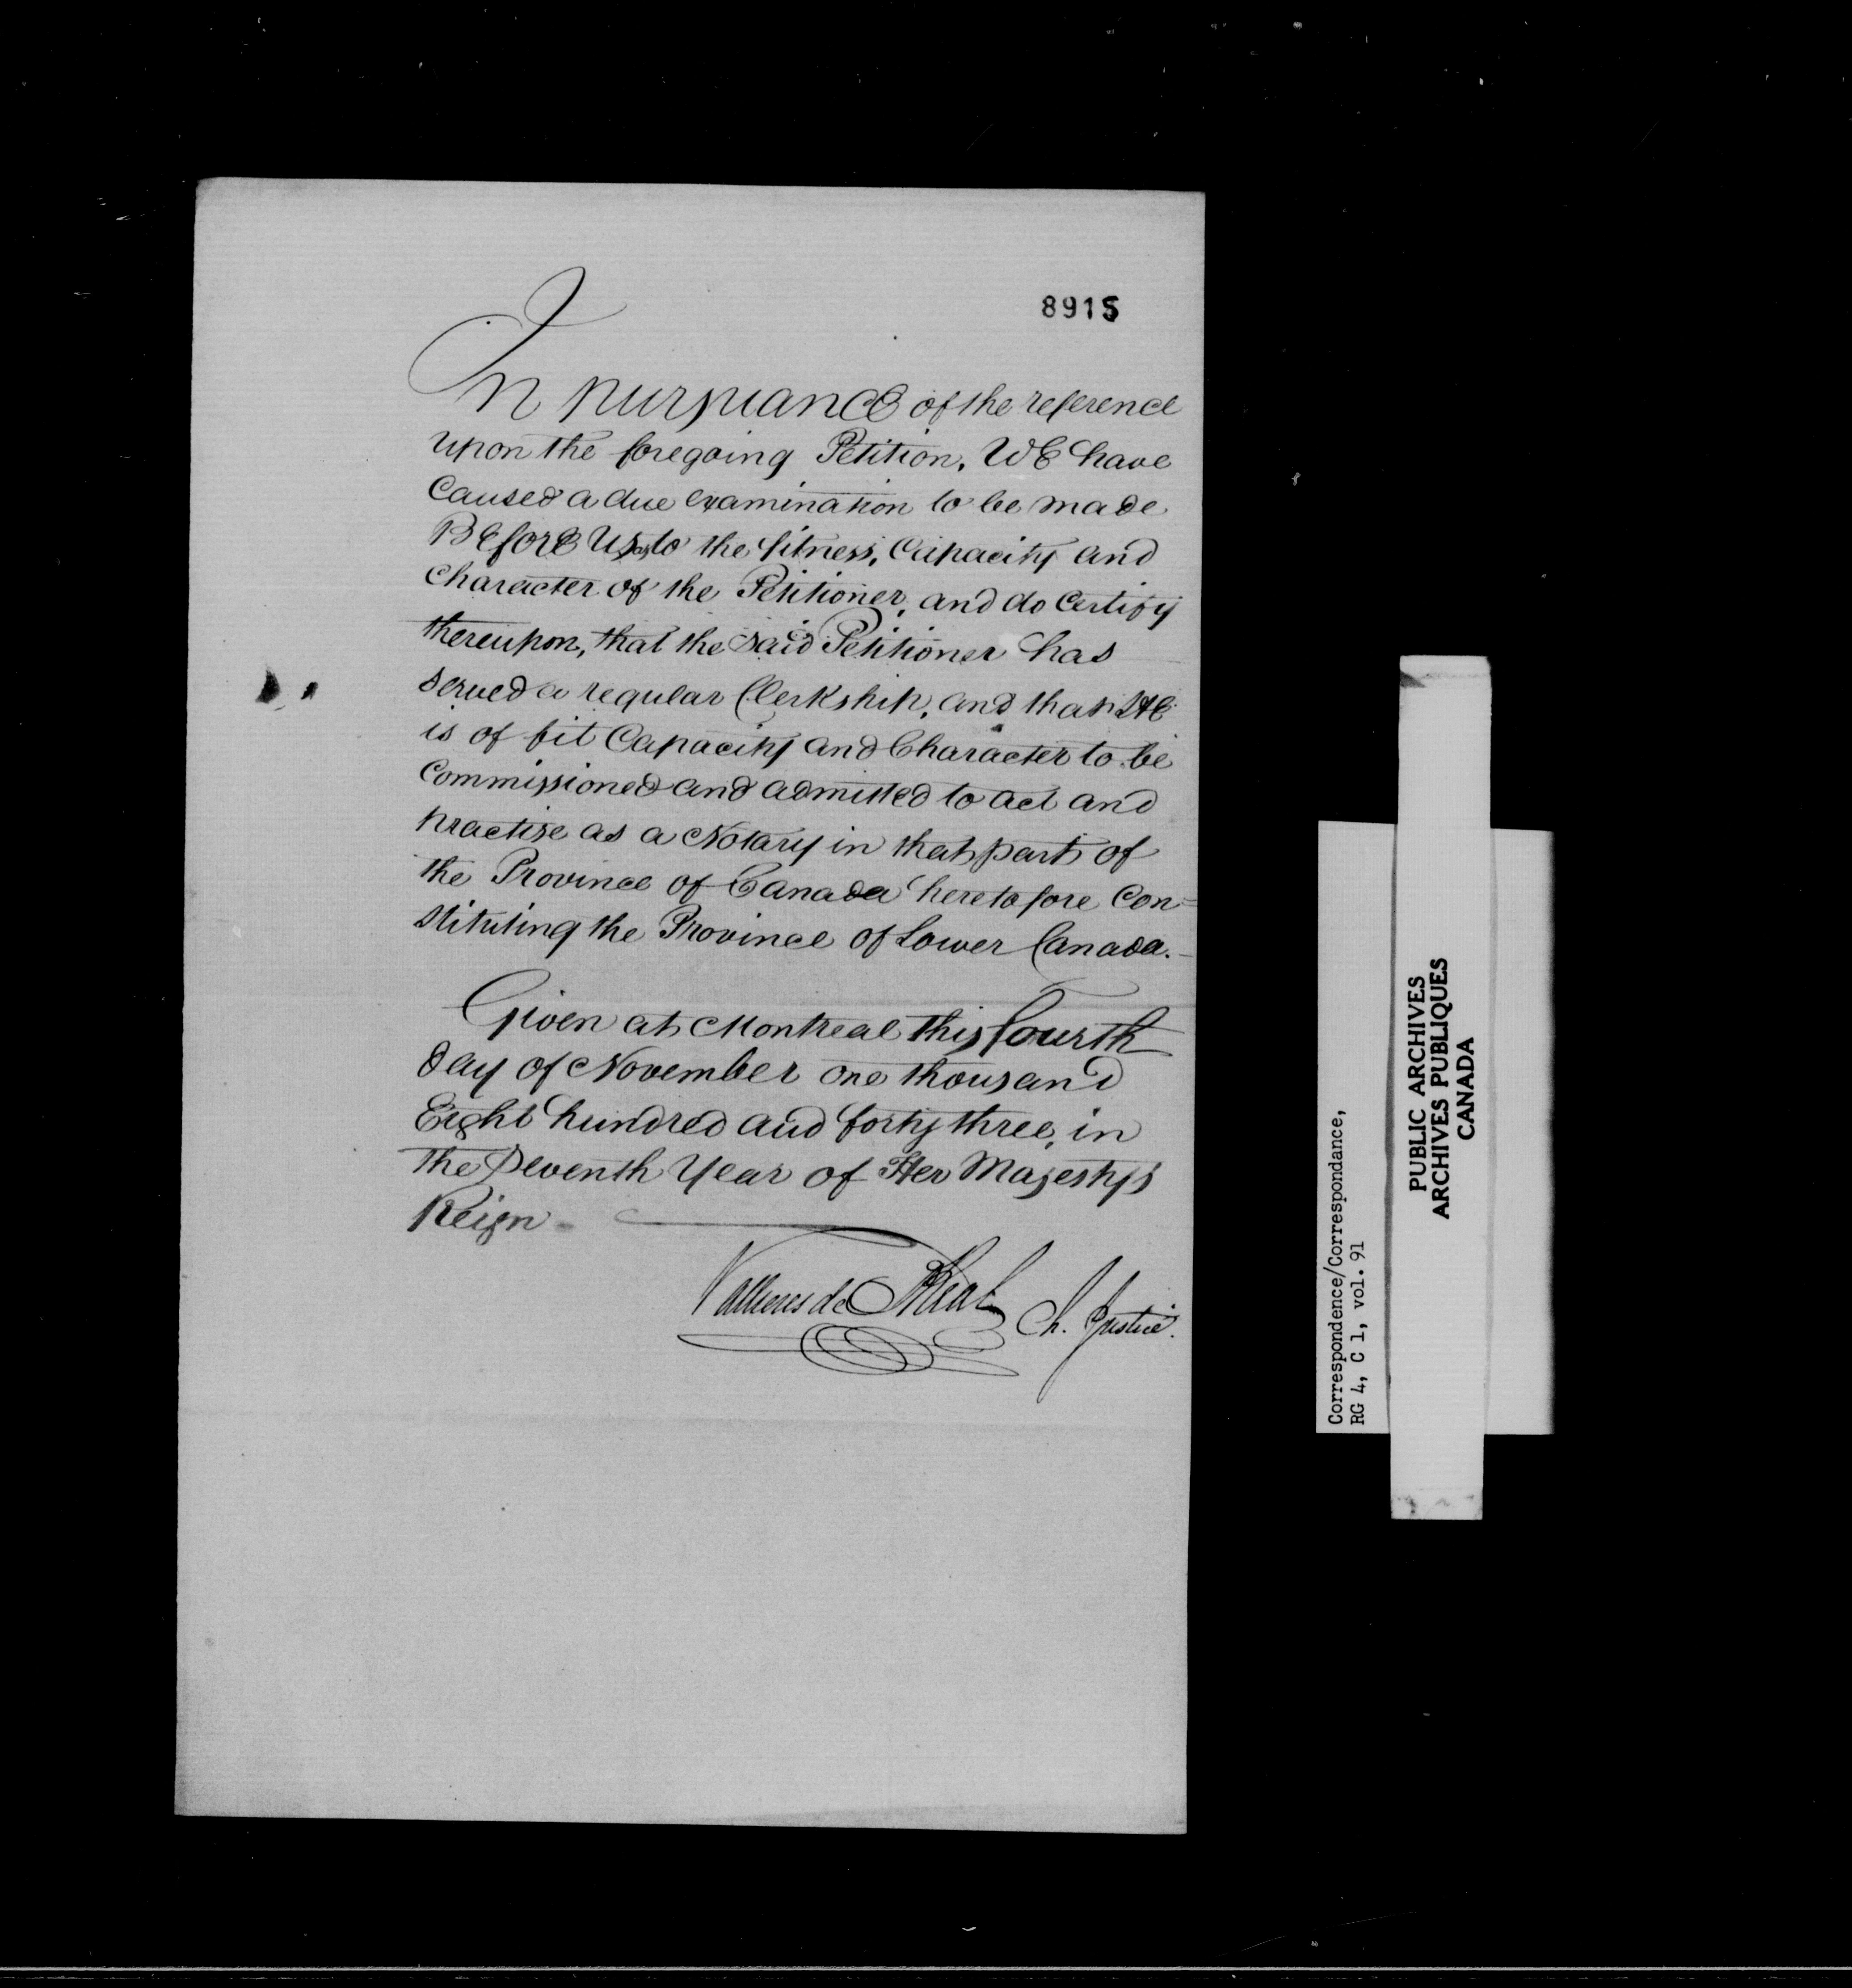 8915
In pursuance of the reference
upon the foregoing Petition, WE have
Caused a due examination to be made
BEforE Us, as to the fitness, Capacity and
Character of the Petitioner, and do Certify
thereupon, that the said Petitioner has
served a regular Clerkship, and that HE
is of fit Capacity and Character to be
Commissioned and admitted to act and
practise as a Notary in that part of
the Province of Canada heretofore Con=
stituting the Province of Lower Canada.—
Given at Montreal this fourth
day of November one thousand
Eight hundred and forty three, in
the Seventh Year of Her Majesty's
Reign
Vallieres de St Real Ch. Justice.
Correspondence/Correspondance,
RG 4, C 1, vol. 91
PUBLIC ARCHIVES
ARCHIVES PUBLIQUES
CANADA